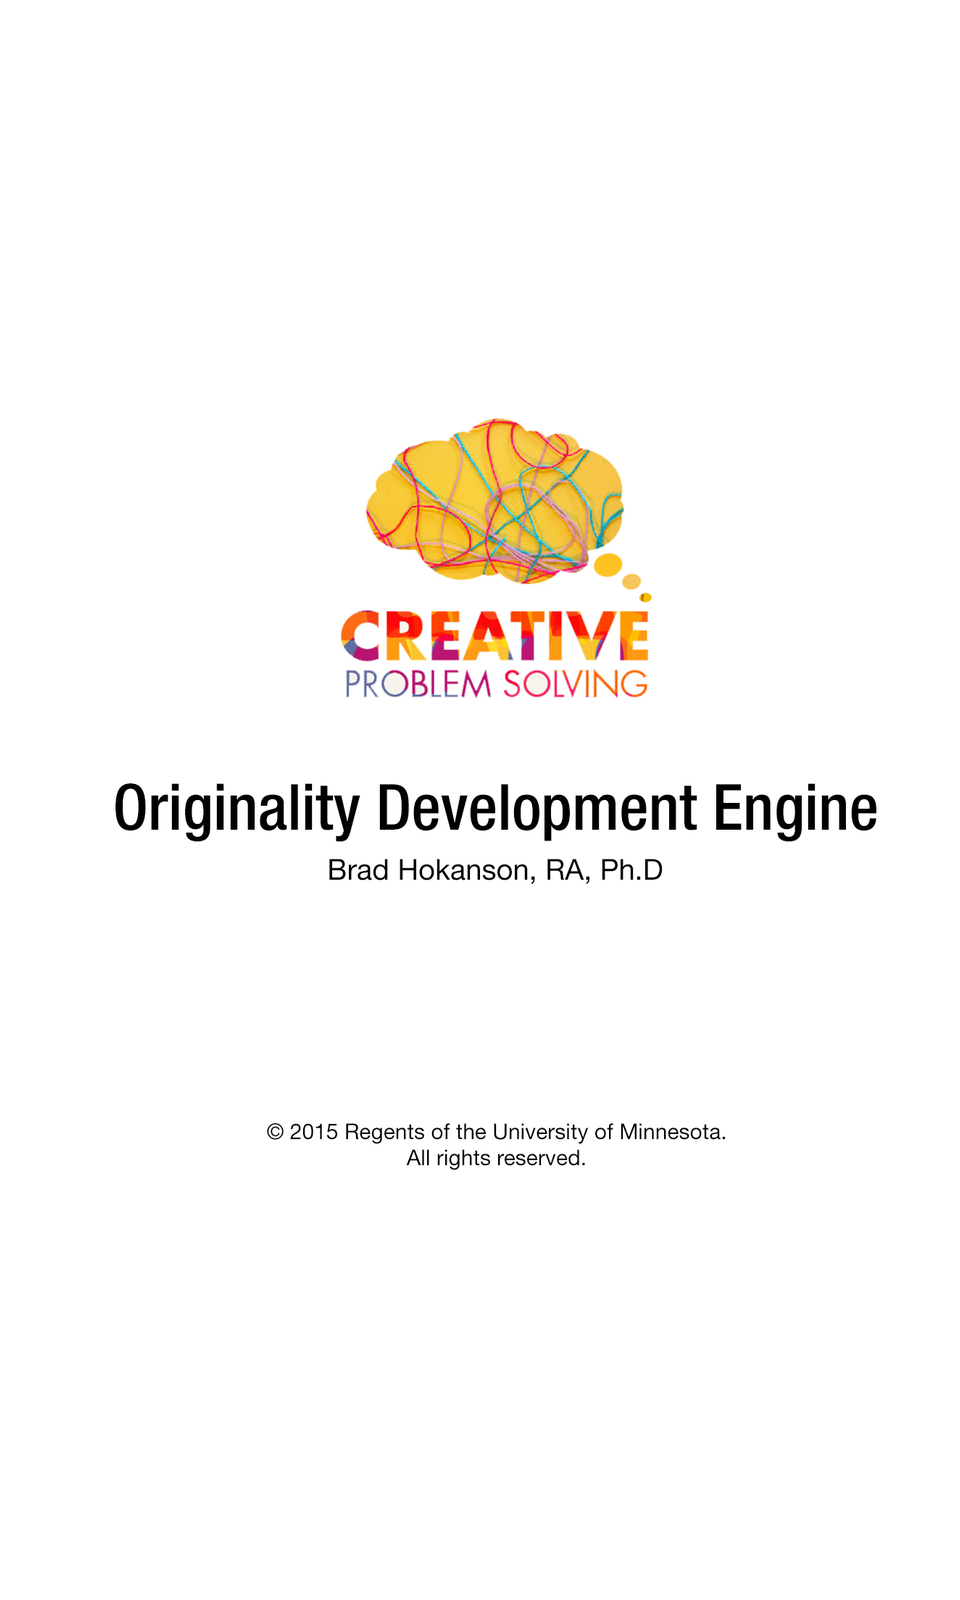 CREATIVE
PROBLEM SOLVING
Originality Development Engine
Brad Hokanson, RA, Ph.D
© 2015 Regents of the University of Minnesota.
All rights reserved.